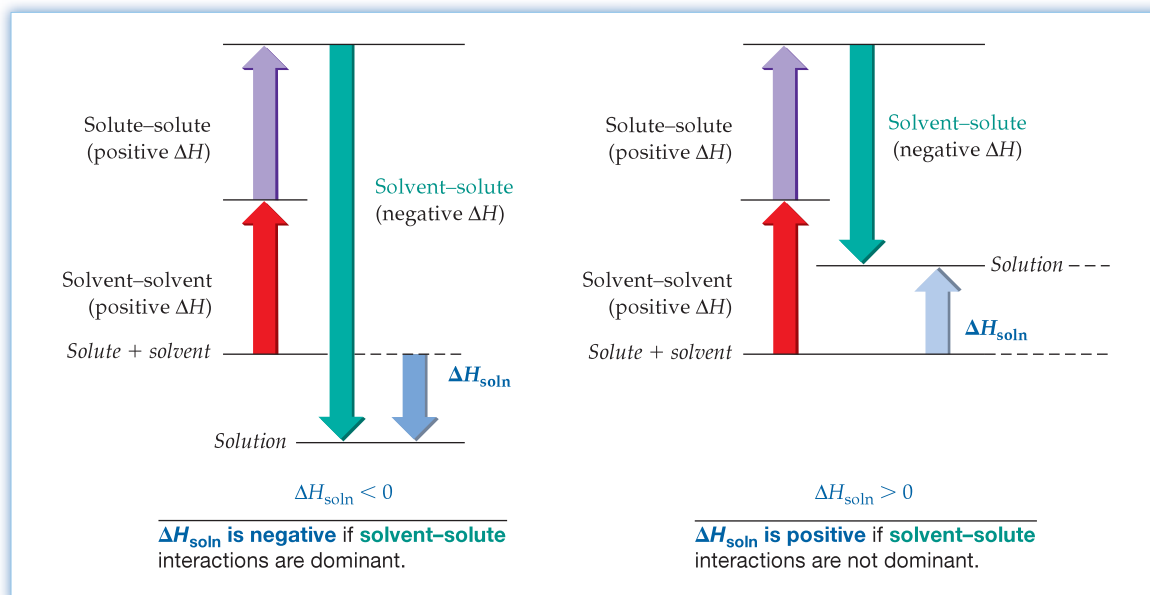 Solute–solute
(positive ΔH)
Solvent–solute
(negative ΔH)
Solvent–solvent
(positive ΔH)
Solute + solvent
ΔHsoln
Solution
ΔHsoln < 0
ΔHsoln is negative if solvent–solute
interactions are dominant.
Solute–solute
(positive ΔH)
Solvent–solute
(negative ΔH)
Solution
Solvent–solvent
(positive ΔH)
ΔHsoln
Solute + solvent
ΔHsoln > 0
ΔHsoln is positive if solvent–solute
interactions are not dominant.